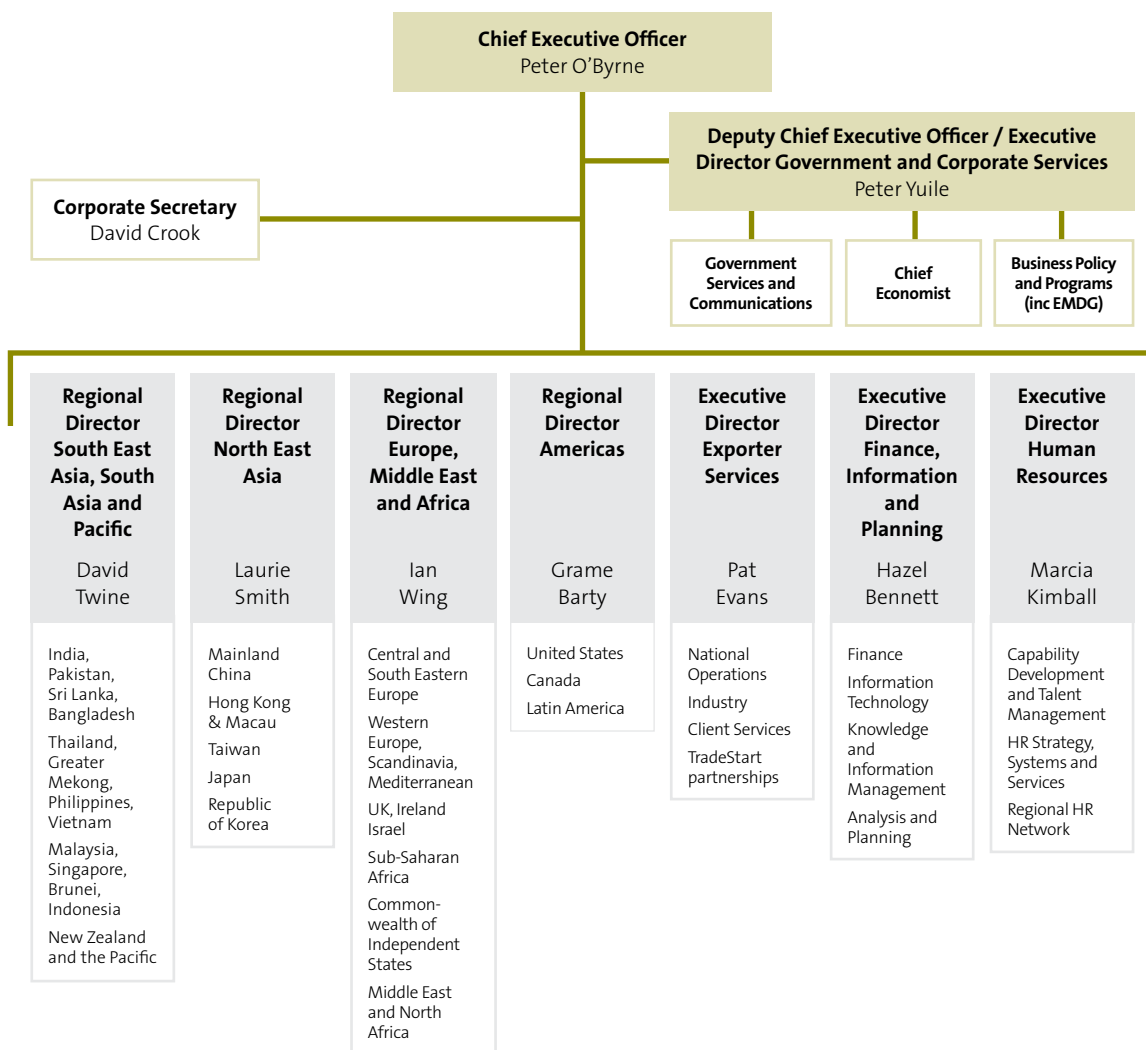 Chief Executive Officer
Peter O’Byrne
Deputy Chief Executive Officer / Executive
Director Government and Corporate Services
Peter Yuile
Corporate Secretary
David Crook
Government
Services and
Communications
Chief
Economist
Business Policy
and Programs
(inc EMDG)
Regional
Director
South East
Asia, South
Asia and
Pacific
David
Twine
India,
Pakistan,
Sri Lanka,
Bangladesh
Thailand,
Greater
Mekong,
Philippines,
Vietnam
Malaysia,
Singapore,
Brunei,
Indonesia
New Zealand
and the Pacific
Regional
Director
North East
Asia
Laurie
Smith
Mainland
China
Hong Kong
& Macau
Taiwan
Japan
Republic
of Korea
Regional
Director
Europe,
Middle East
and Africa
Ian
Wing
Central and
South Eastern
Europe
Western
Europe,
Scandinavia,
Mediterranean
UK, Ireland
Israel
Sub-Saharan
Africa
Common-
wealth of
Independent
States
Middle East
and North
Africa
Regional
Director
Americas
Grame
Barty
United States
Canada
Latin America
Executive
Director
Exporter
Services
Pat
Evans
National
Operations
Industry
Client Services
TradeStart
partnerships
Executive
Director
Finance,
Information
and
Planning
Hazel
Bennett
Finance
Information
Technology
Knowledge
and
Information
Management
Analysis and
Planning
Executive
Director
Human
Resources
Marcia
Kimball
Capability
Development
and Talent
Management
HR Strategy,
Systems and
Services
Regional HR
Network